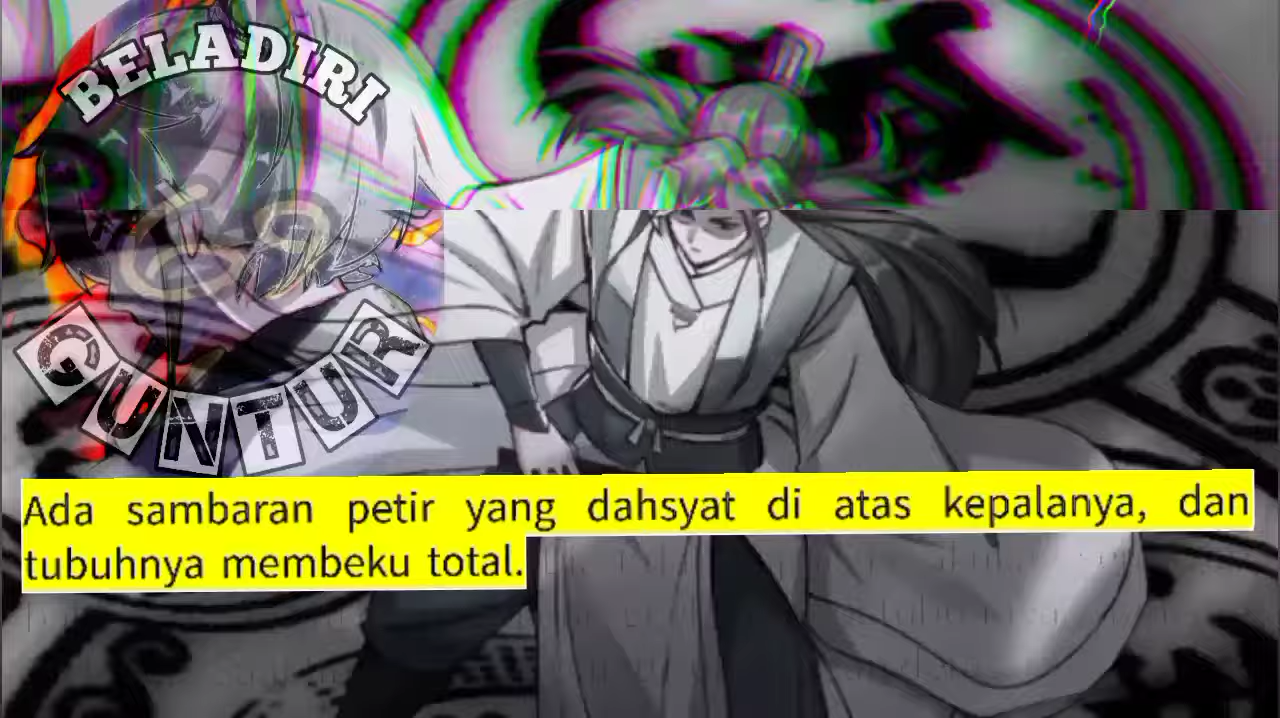 BELADIRI
GUNTUR
Ada sambaran petir yang dahsyat di atas kepalanya, dan
tubuhnya membeku total.